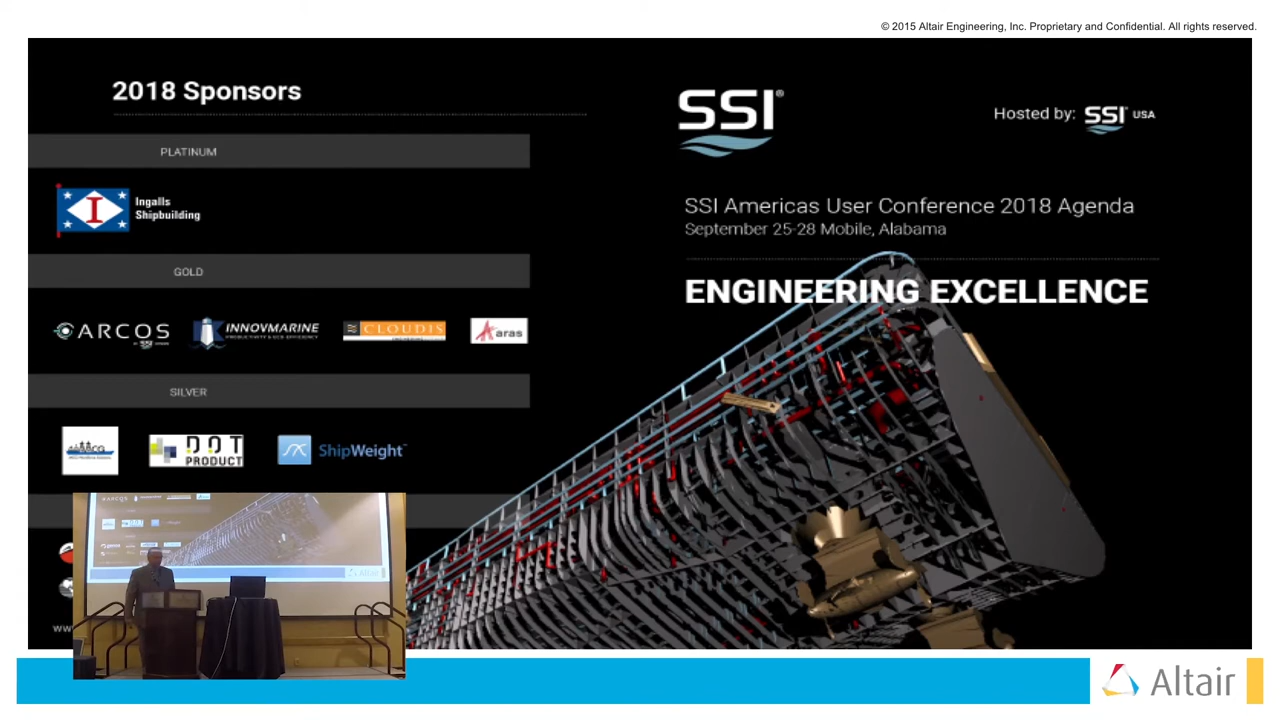 © 2015 Altair Engineering, Inc. Proprietary and Confidential. All rights reserved.
2018 Sponsors
PLATINUM
Ingalls
Shipbuilding
GOLD
ARCOS
INNOVMARINE
CLOUDIS
aras
SILVER
DOT
PRODUCT
ShipWeight
SSI®
Hosted by: SSI USA
SSI Americas User Conference 2018 Agenda
September 25-28 Mobile, Alabama
ENGINEERING EXCELLENCE
Altair